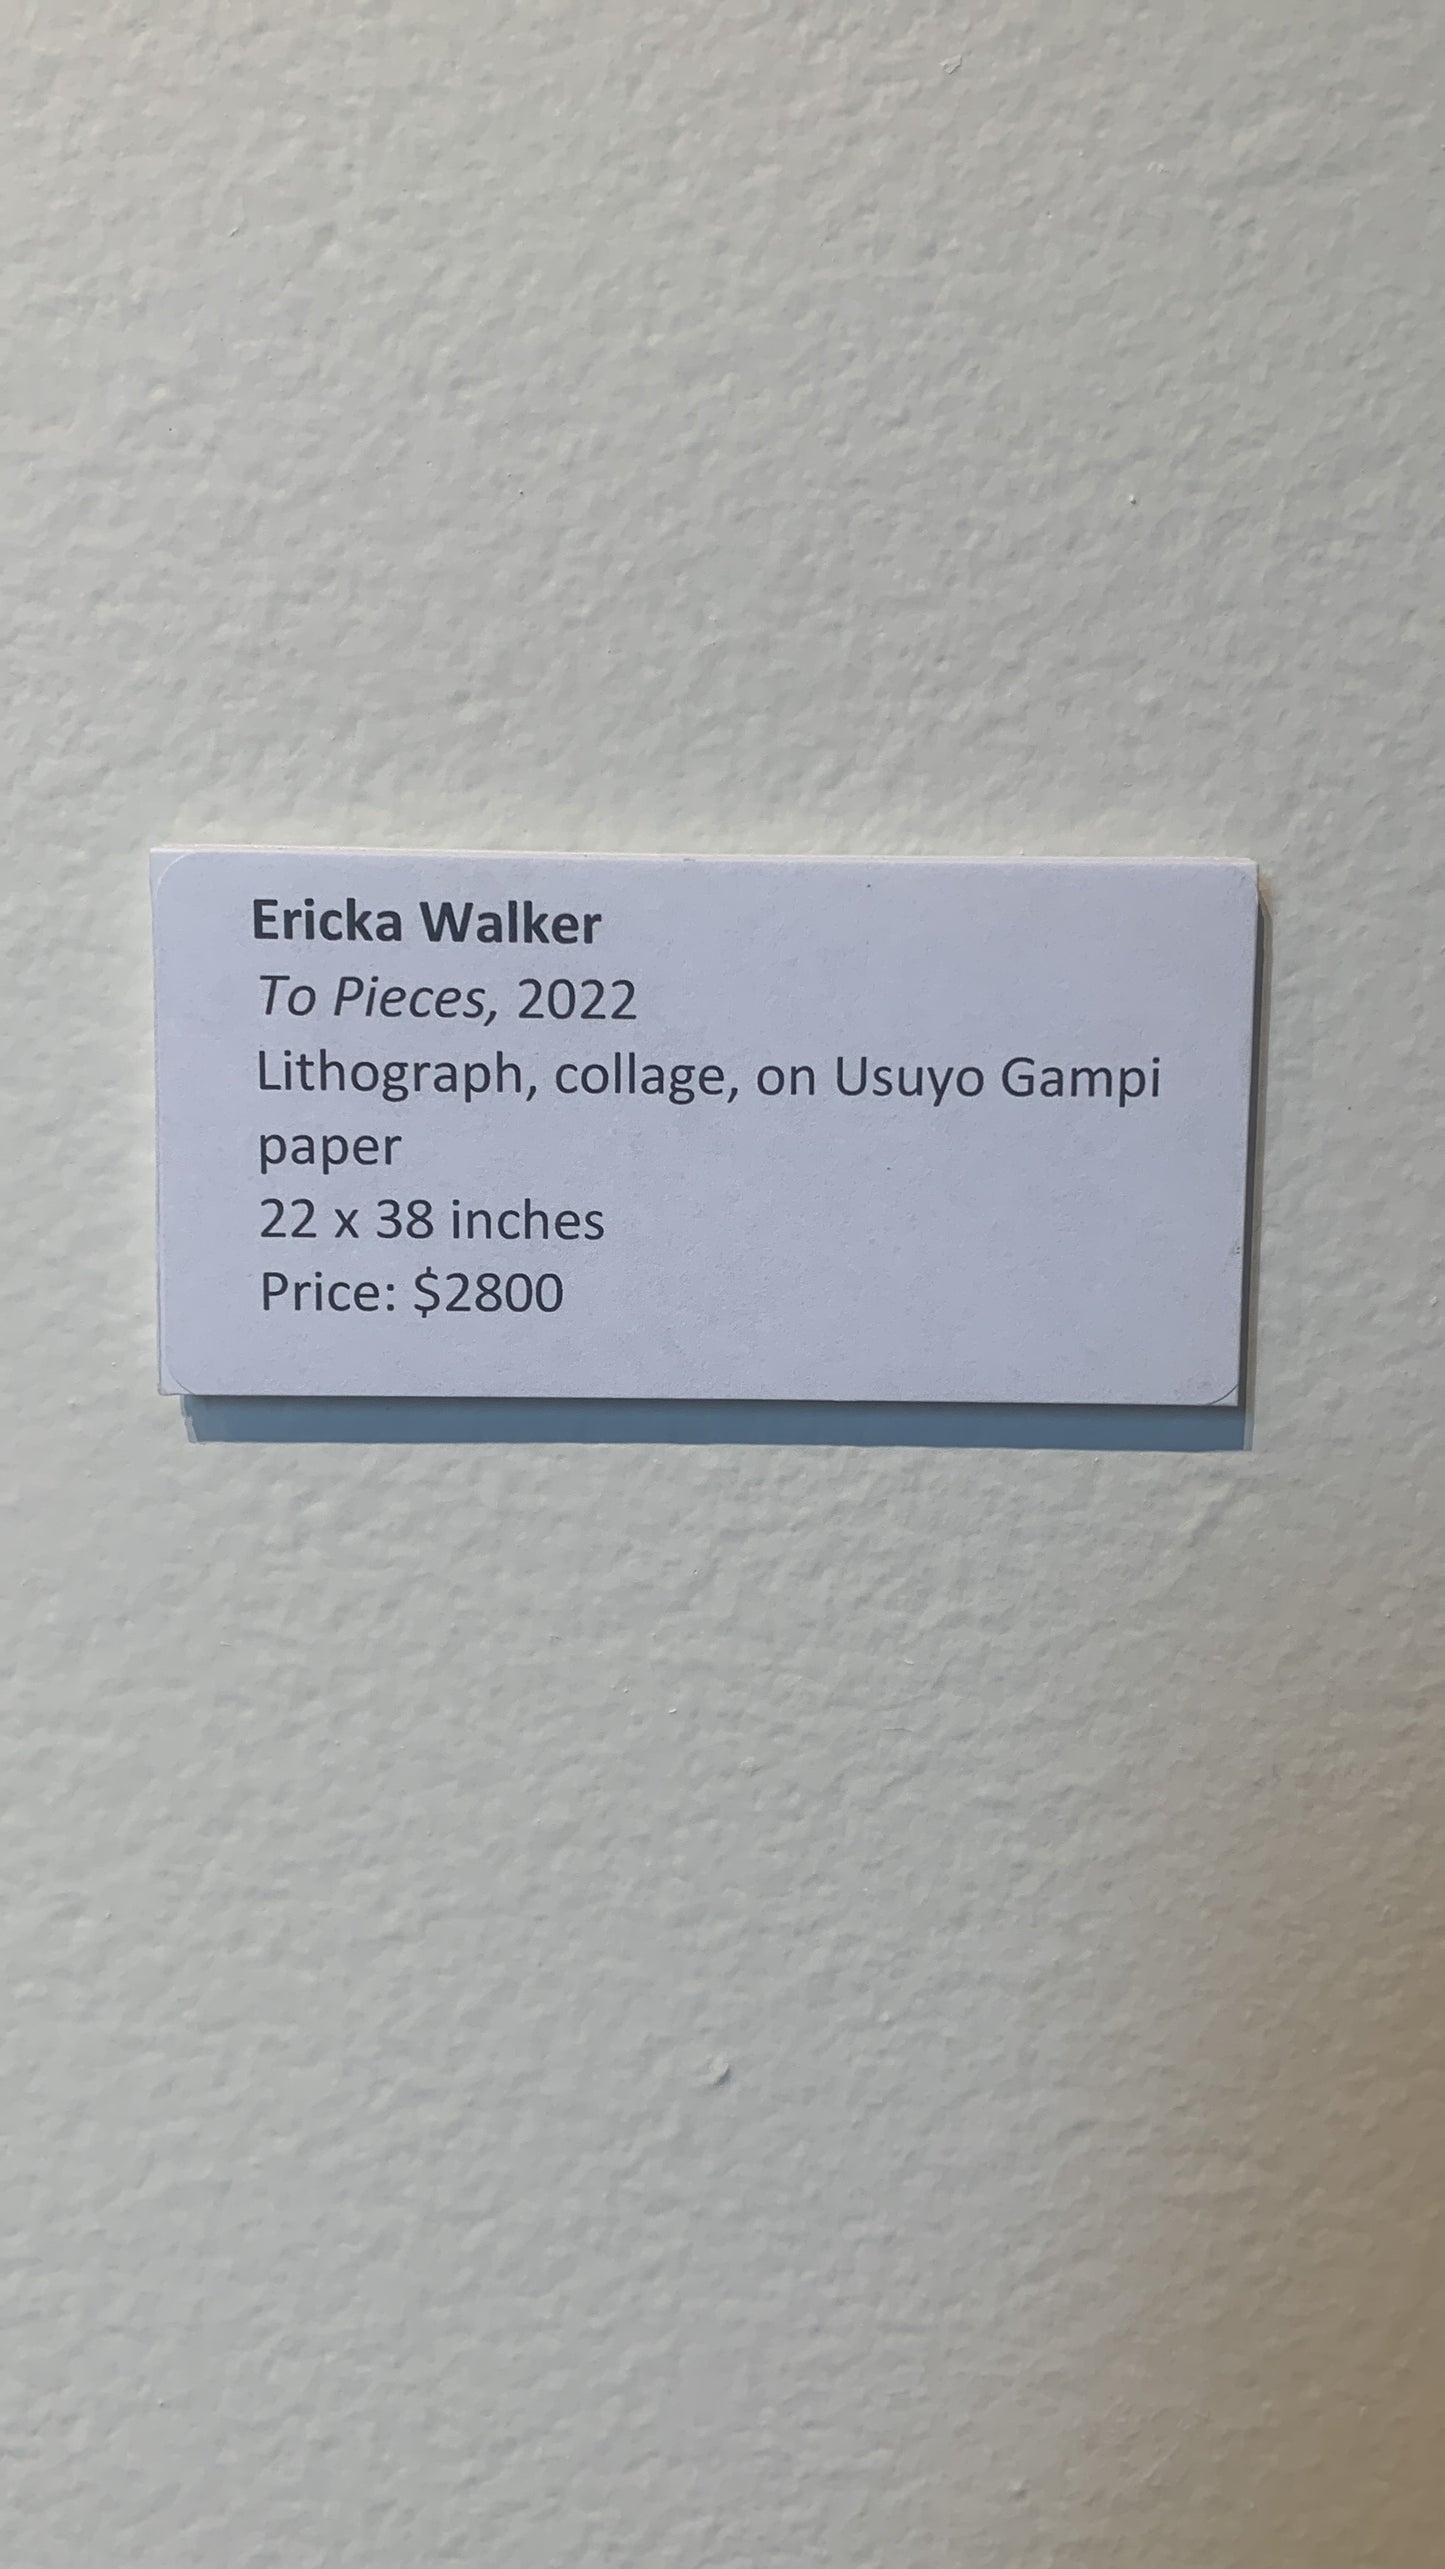 Ericka Walker
To Pieces, 2022
Lithograph, collage, on Usuyo Gampi
paper
22 x 38 inches
Price: $2800